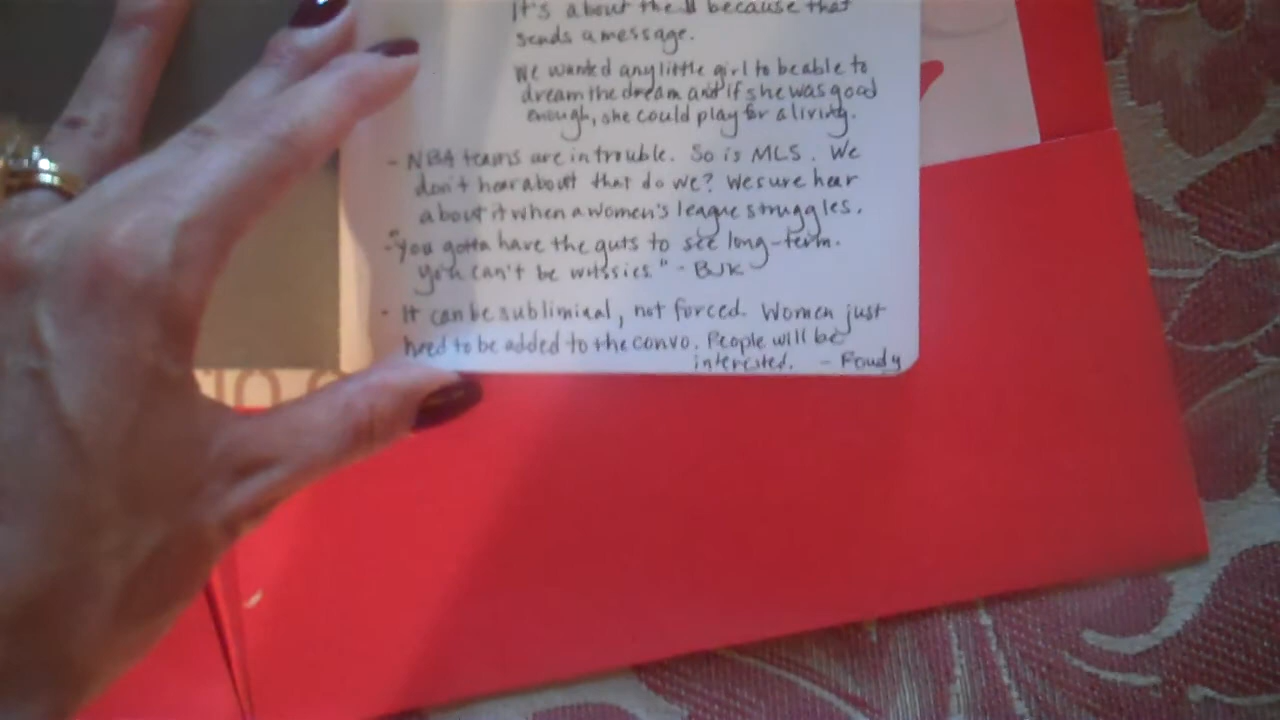 It's about the $ because that
sends a message.
We wanted any little girl to be able to
dream the dream and if she was good
enough, she could play for a living.
- NBA teams are in trouble. So is MLS. We
don't hear about that do we? We sure hear
about it when a women's league struggles.
- "you gotta have the guts to see long-term.
you can't be wussies." - BJK
- It can be subliminal, not forced. Women just
need to be added to the convo. People will be
interested. - Foudy